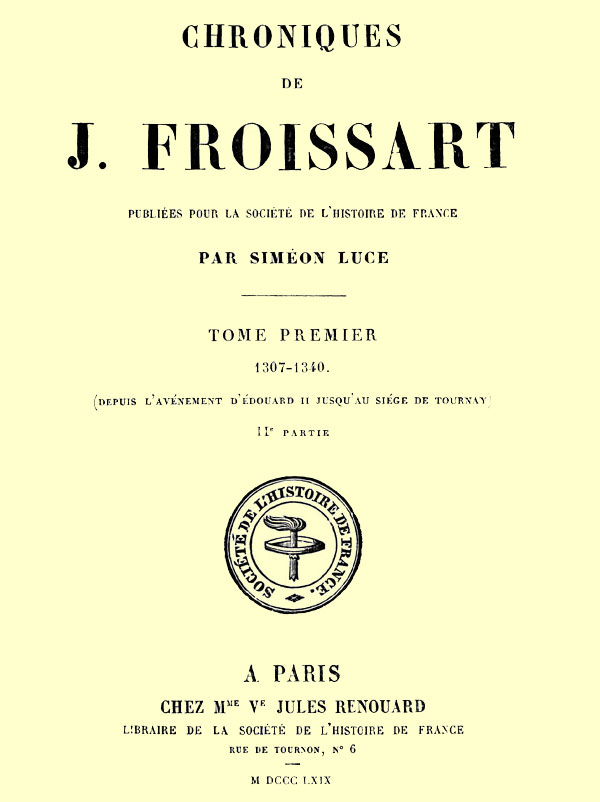 CHRONIQUES
DE
J. FROISSART
PUBLIÉES POUR LA SOCIÉTÉ DE L'HISTOIRE DE FRANCE
PAR SIMÉON LUCE
TOME PREMIER
1307-1340.
(DEPUIS L'AVÉNEMENT D'ÉDOUARD II JUSQU'AU SIÉGE DE TOURNAY)
IIe PARTIE
SOCIÉTÉ DE L'HISTOIRE DE FRANCE.
A PARIS
CHEZ MME VE JULES RENOUARD
LIBRAIRE DE LA SOCIÉTÉ DE L'HISTOIRE DE FRANCE
RUE DE TOURNON, N° 6
M DCCC LXIX